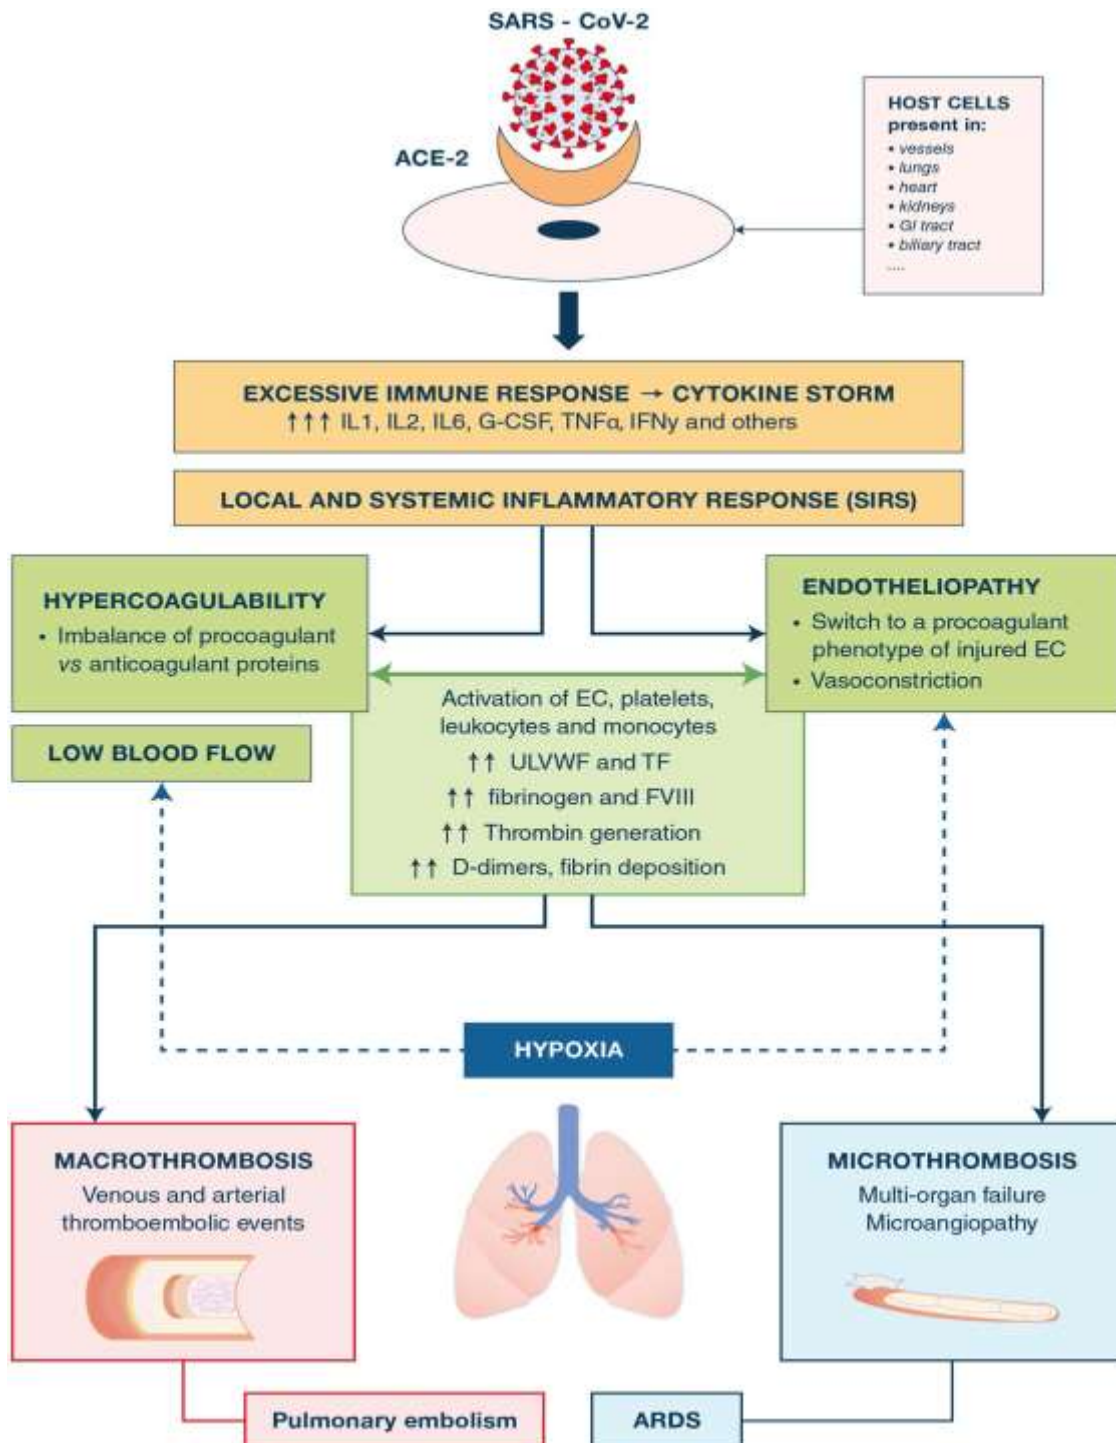 SARS - CoV-2
ACE-2
HOST CELLS
present in:
• vessels
• lungs
• heart
• kidneys
• GI tract
• biliary tract
....
EXCESSIVE IMMUNE RESPONSE → CYTOKINE STORM
↑↑↑ IL1, IL2, IL6, G-CSF, TNFα, IFNy and others
LOCAL AND SYSTEMIC INFLAMMATORY RESPONSE (SIRS)
HYPERCOAGULABILITY
• Imbalance of procoagulant
vs anticoagulant proteins
ENDOTHELIOPATHY
• Switch to a procoagulant
phenotype of injured EC
• Vasoconstriction
LOW BLOOD FLOW
Activation of EC, platelets,
leukocytes and monocytes
↑↑ ULVWF and TF
↑↑ fibrinogen and FVIII
↑↑ Thrombin generation
↑↑ D-dimers, fibrin deposition
HYPOXIA
MACROTHROMBOSIS
Venous and arterial
thromboembolic events
MICROTHROMBOSIS
Multi-organ failure
Microangiopathy
Pulmonary embolism
ARDS